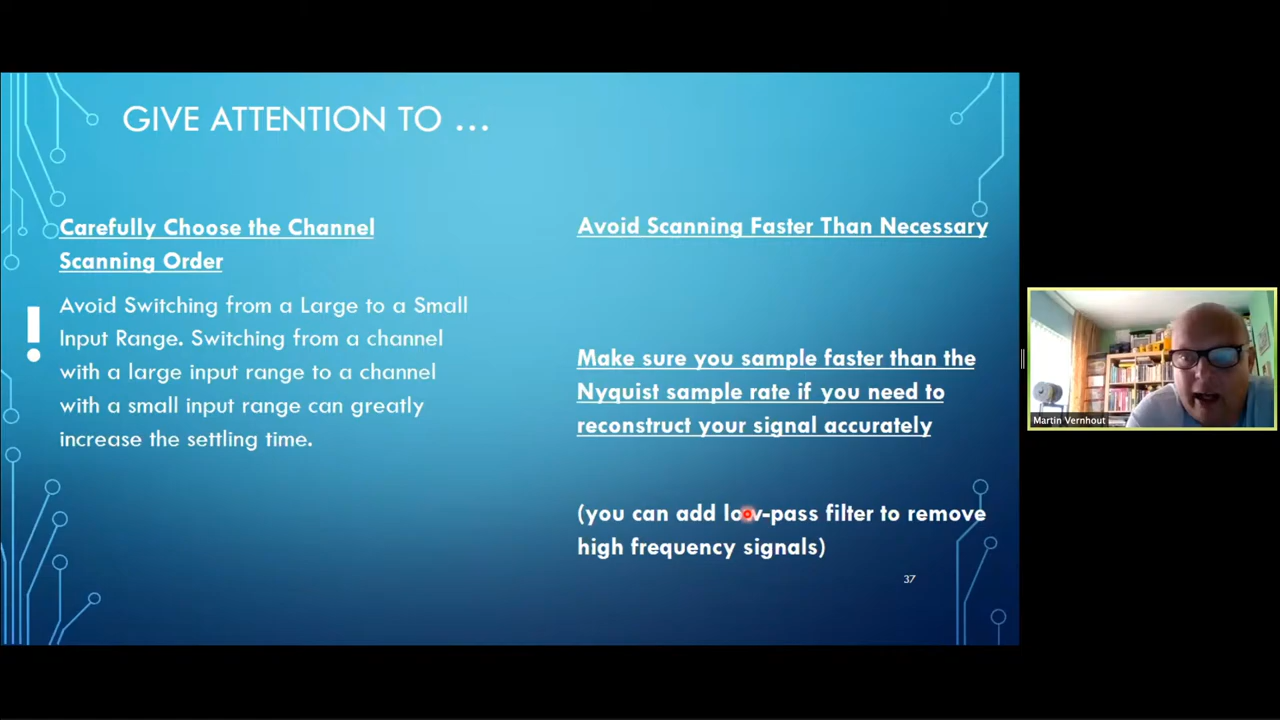 GIVE ATTENTION TO ...
Carefully Choose the Channel
Scanning Order
Avoid Switching from a Large to a Small
Input Range. Switching from a channel
with a large input range to a channel
with a small input range can greatly
increase the settling time.
!
Avoid Scanning Faster Than Necessary
Make sure you sample faster than the
Nyquist sample rate if you need to
reconstruct your signal accurately
(you can add low-pass filter to remove
high frequency signals)
37
Martin Vernhout